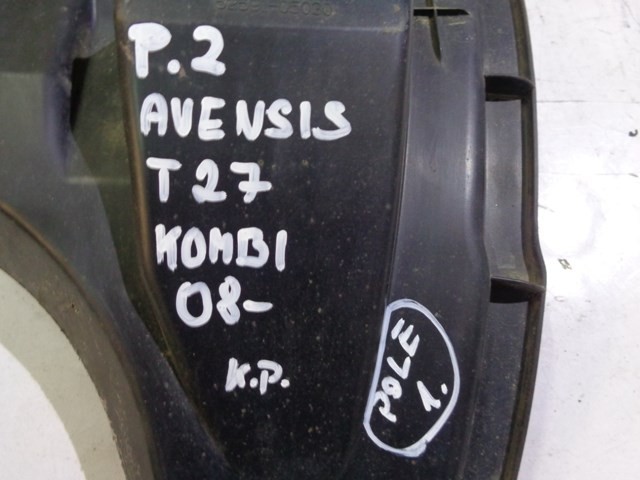 P.2
AVENSIS
T27
KOMBI
08-
K.P.
POLE
1.